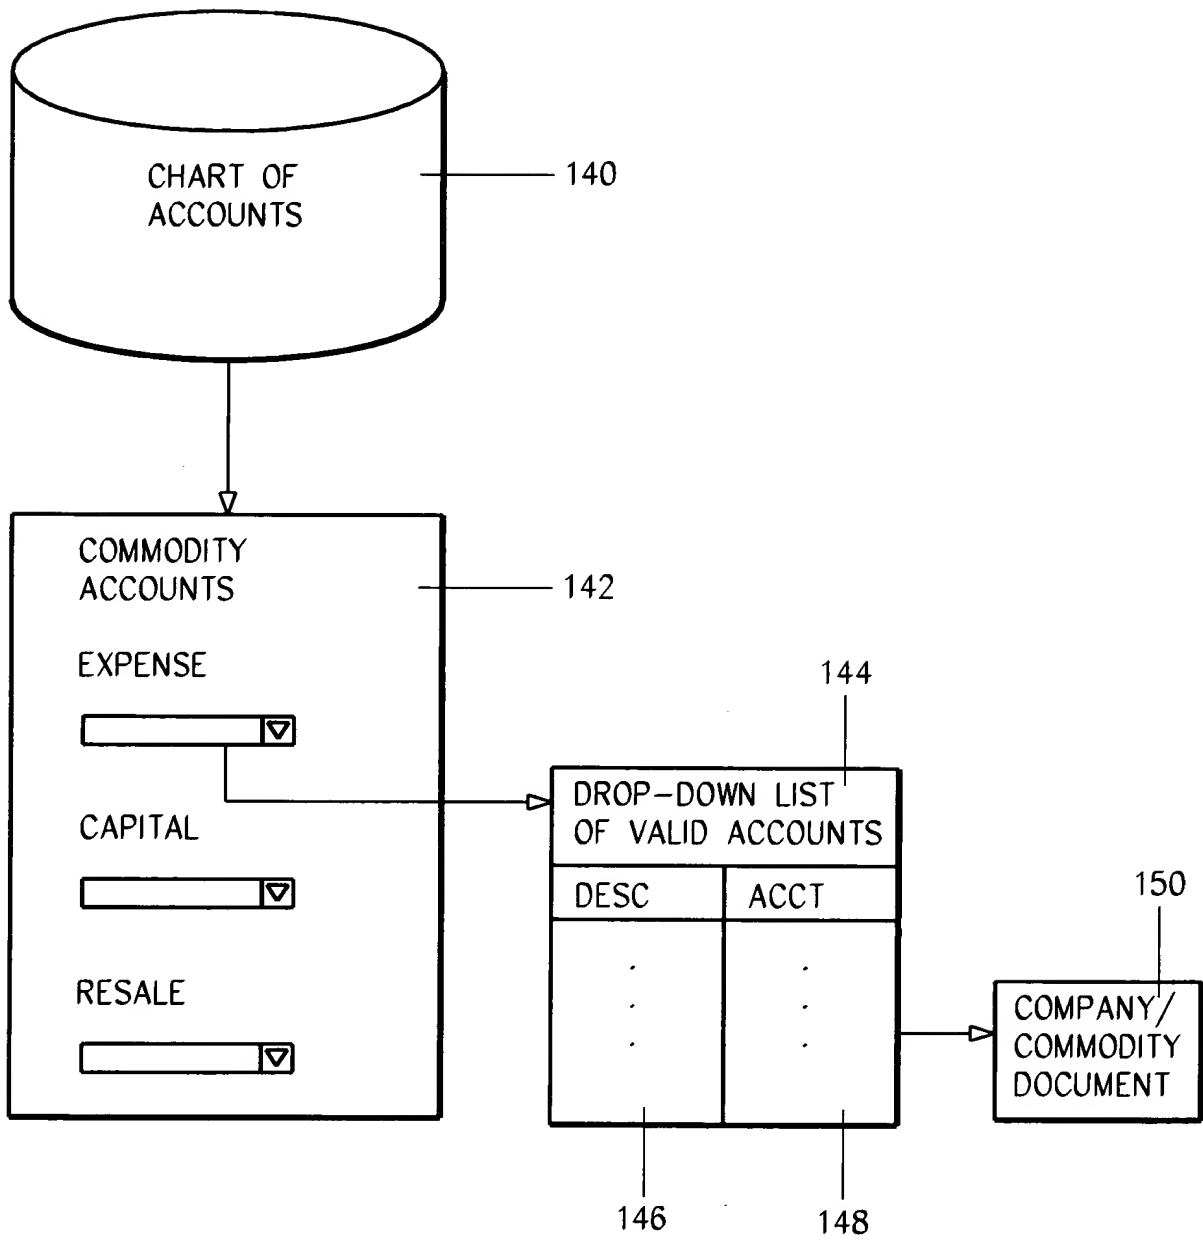 CHART OF
ACCOUNTS
140
COMMODITY
ACCOUNTS
142
EXPENSE
144
DROP-DOWN LIST
OF VALID ACCOUNTS
CAPITAL
DESC
ACCT
150
RESALE
COMPANY/
COMMODITY
DOCUMENT
146
148